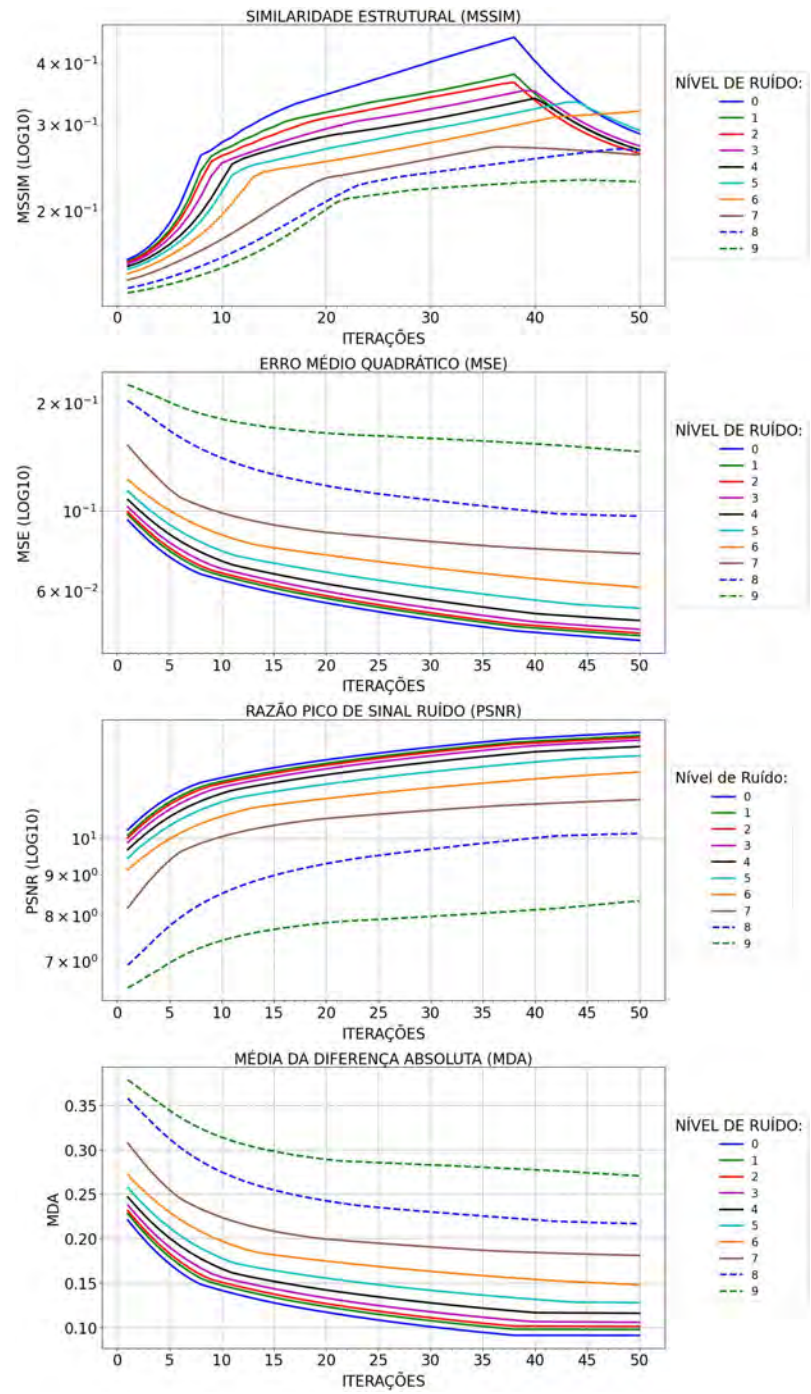 SIMILARIDADE ESTRUTURAL (MSSIM)
MSSIM (LOG10)
4 × 10⁻¹
3 × 10⁻¹
2 × 10⁻¹
0 10 20 30 40 50
ITERAÇÕES
NÍVEL DE RUÍDO:
0
1
2
3
4
5
6
7
8
9
ERRO MÉDIO QUADRÁTICO (MSE)
MSE (LOG10)
2 × 10⁻¹
10⁻¹
6 × 10⁻²
0 5 10 15 20 25 30 35 40 45 50
ITERAÇÕES
NÍVEL DE RUÍDO:
0
1
2
3
4
5
6
7
8
9
RAZÃO PICO DE SINAL RUÍDO (PSNR)
PSNR (LOG10)
10¹
9 × 10⁰
8 × 10⁰
7 × 10⁰
0 5 10 15 20 25 30 35 40 45 50
ITERAÇÕES
Nível de Ruído:
0
1
2
3
4
5
6
7
8
9
MÉDIA DA DIFERENÇA ABSOLUTA (MDA)
MDA
0.35
0.30
0.25
0.20
0.15
0.10
0 5 10 15 20 25 30 35 40 45 50
ITERAÇÕES
NÍVEL DE RUÍDO:
0
1
2
3
4
5
6
7
8
9